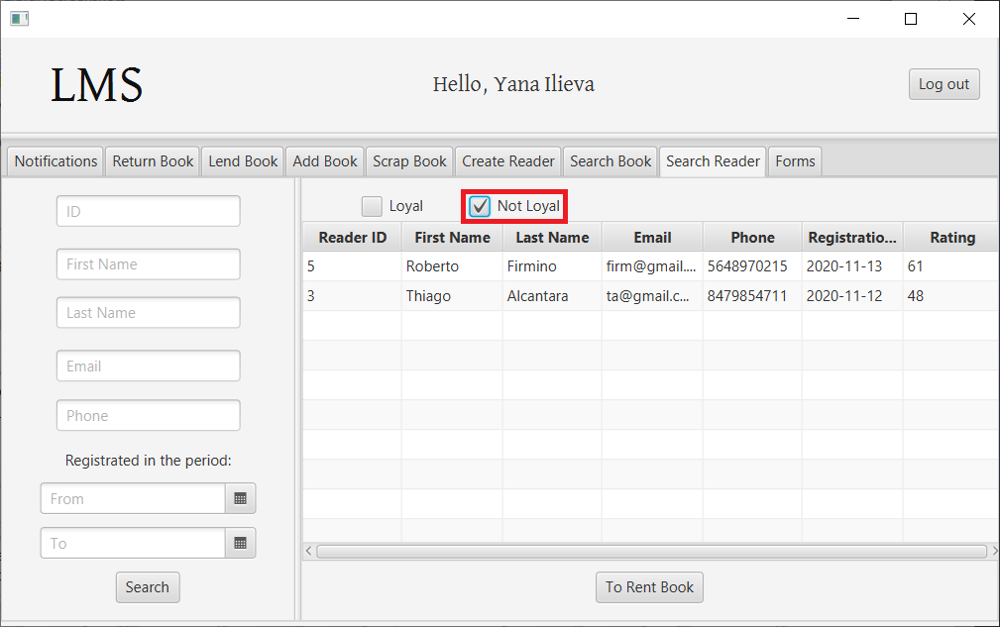 LMS
Hello, Yana Ilieva
Log out
Notifications Return Book Lend Book Add Book Scrap Book Create Reader Search Book Search Reader Forms
ID
First Name
Last Name
Email
Phone
Registrated in the period:
From
To
Search
Loyal Not Loyal
Reader ID First Name Last Name Email Phone Registratio... Rating
5 Roberto Firmino firm@gmail.... 5648970215 2020-11-13 61
3 Thiago Alcantara ta@gmail.c... 8479854711 2020-11-12 48
To Rent Book